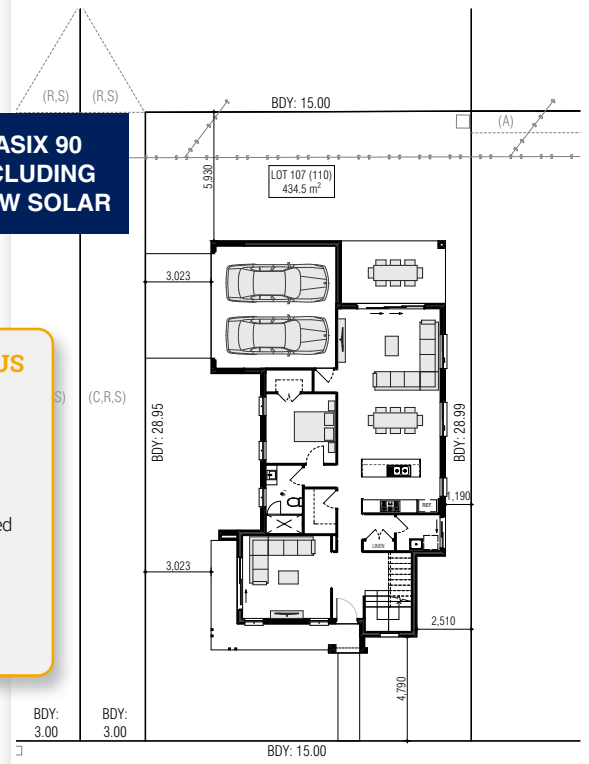 (R,S) (R,S)
BDY: 15.00
(A)
ASIX 90
CLUDING
W SOLAR
5,930
LOT 107 (110)
434.5 m²
3,023
US
S)
(C,R,S)
BDY: 28.95
BDY: 28.99
ed
REF.
1,190
LINEN
3,023
2,510
4,790
BDY:
3.00
BDY:
3.00
BDY: 15.00